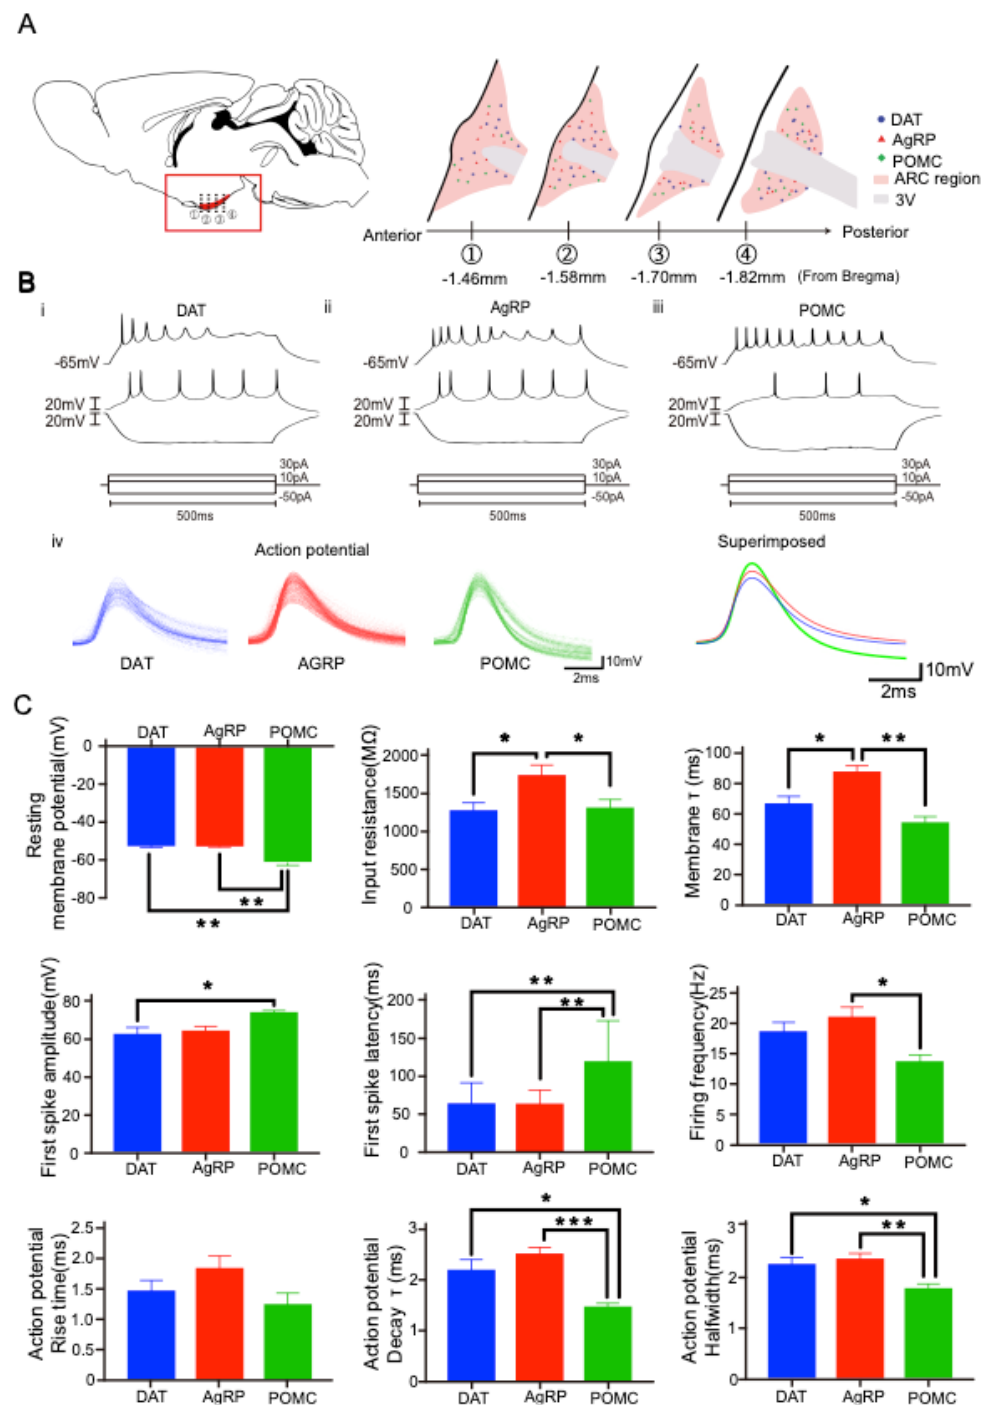 A
DAT
AgRP
POMC
ARC region
3V
① ② ③ ④
Anterior
Posterior
① ② ③ ④
-1.46mm -1.58mm -1.70mm -1.82mm (From Bregma)
B
i DAT ii AgRP iii POMC
-65mV -65mV -65mV
20mV 20mV 20mV
20mV 20mV 20mV
30pA 30pA 30pA
10pA 10pA 10pA
-50pA -50pA -50pA
500ms 500ms 500ms
iv Action potential Superimposed
DAT AGRP POMC
10mV
2ms
10mV
2ms
C
Resting
membrane potential(mV)
DAT AgRP POMC
0
-20
-40
-60
-80
**
**
Input resistance(MΩ)
2000
1500
1000
500
0
* *
DAT AgRP POMC
Membrane τ (ms)
100
80
60
40
20
0
* **
DAT AgRP POMC
First spike amplitude(mV)
80
60
40
20
0
*
DAT AgRP POMC
First spike latency(ms)
200
150
100
50
0
**
**
DAT AgRP POMC
Firing frequency(Hz)
25
20
15
10
5
0
*
DAT AgRP POMC
Action potential
Rise time(ms)
2.5
2.0
1.5
1.0
0.5
0
DAT AgRP POMC
Action potential
Decay τ (ms)
3
2
1
0
*
***
DAT AgRP POMC
Action potential
Halfwidth(ms)
3
2
1
0
*
**
DAT AgRP POMC